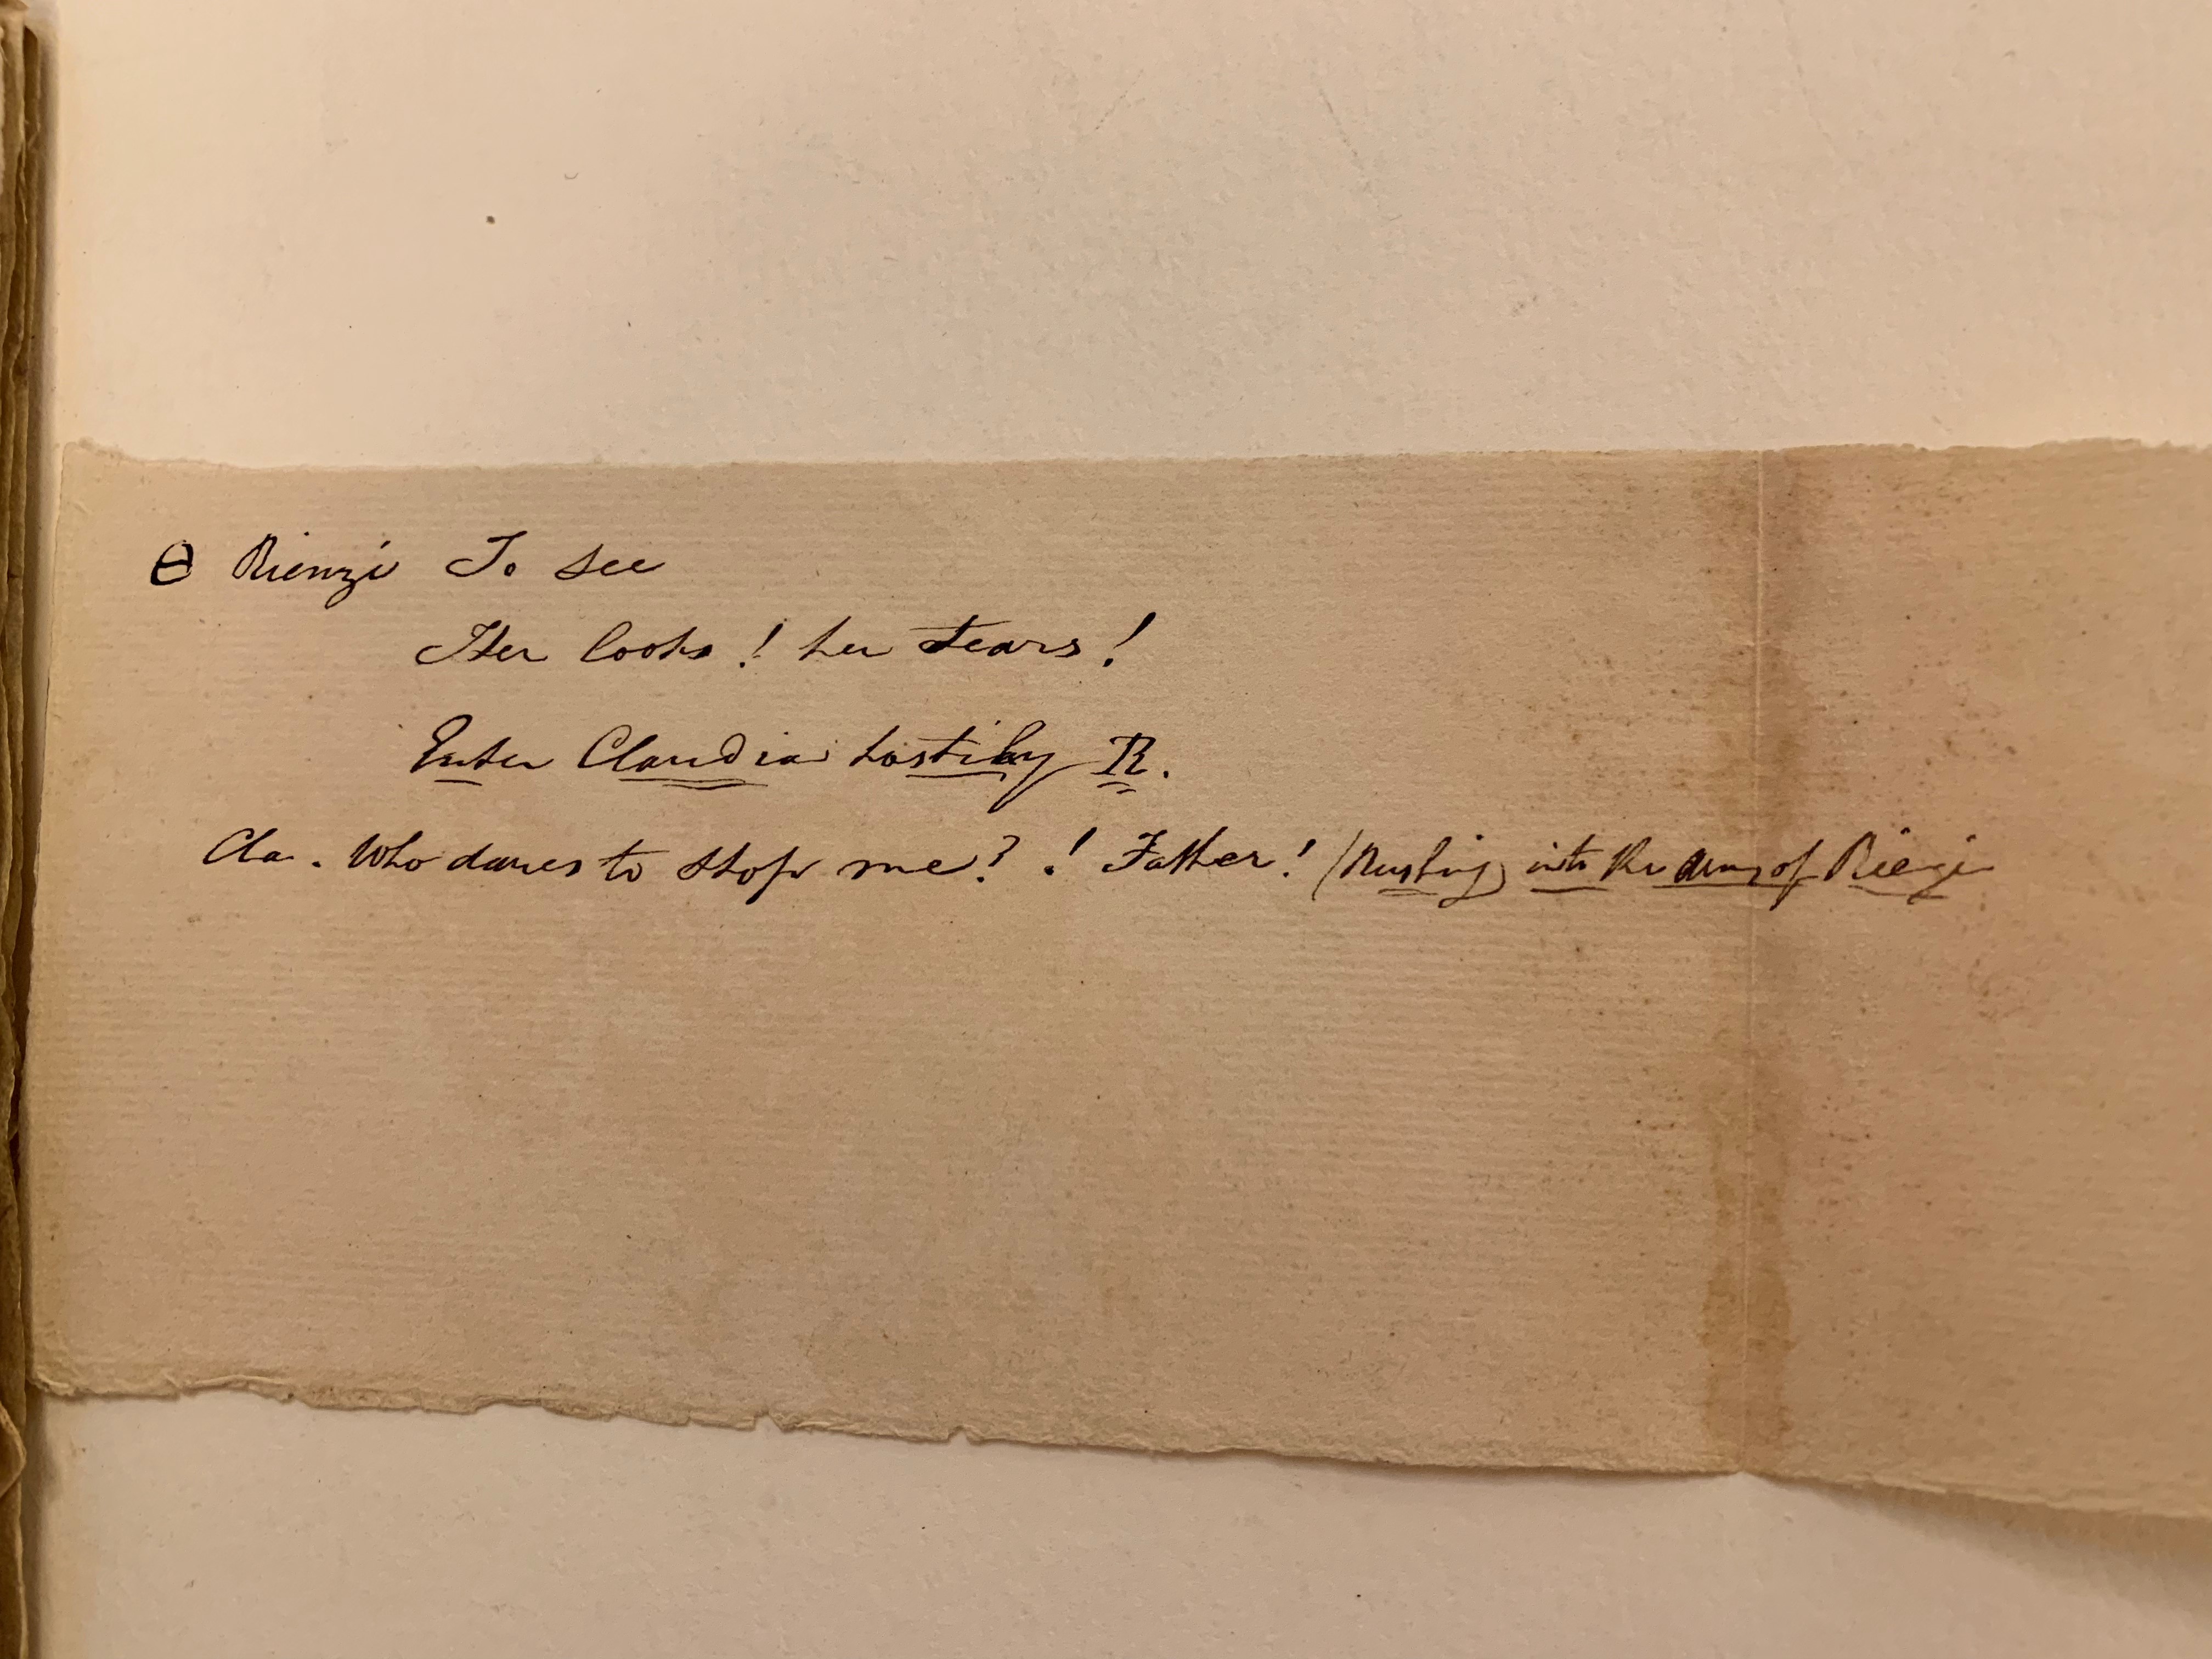 Ɵ Rienzi To see
Her looks! her tears!
Enter Claudia hastily R.
Cla. Who dares to stop me? ! Father! (Rushing into the arms of Rienzi